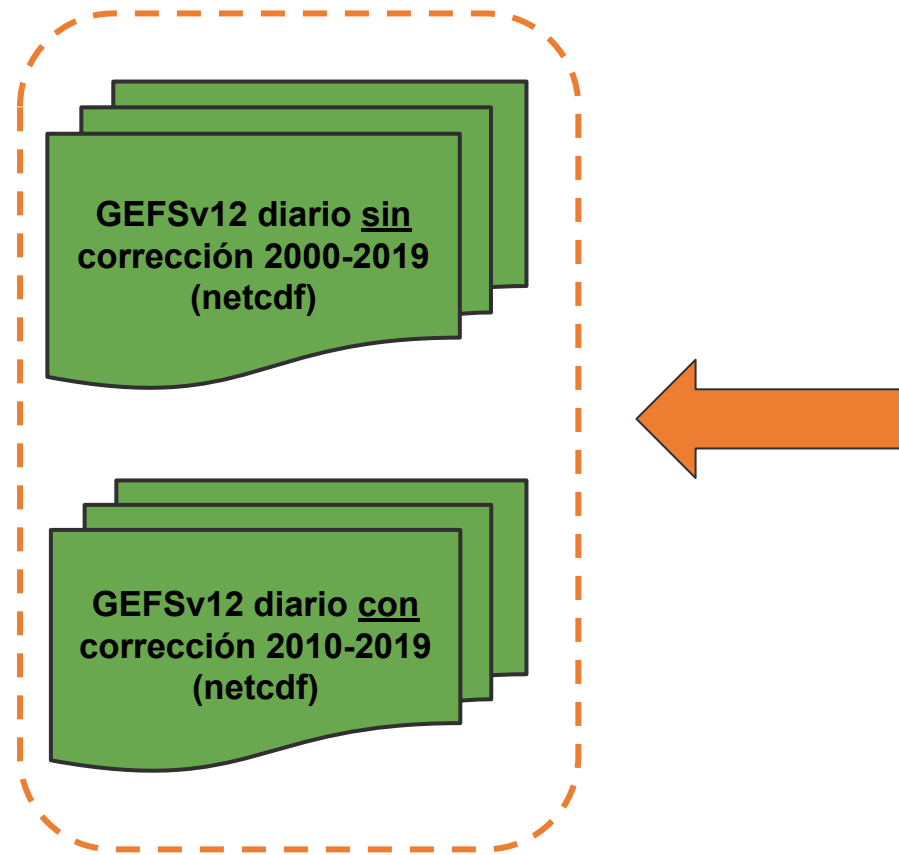 GEFSv12 diario sin
corrección 2000-2019
(netcdf)
GEFSv12 diario con
corrección 2010-2019
(netcdf)